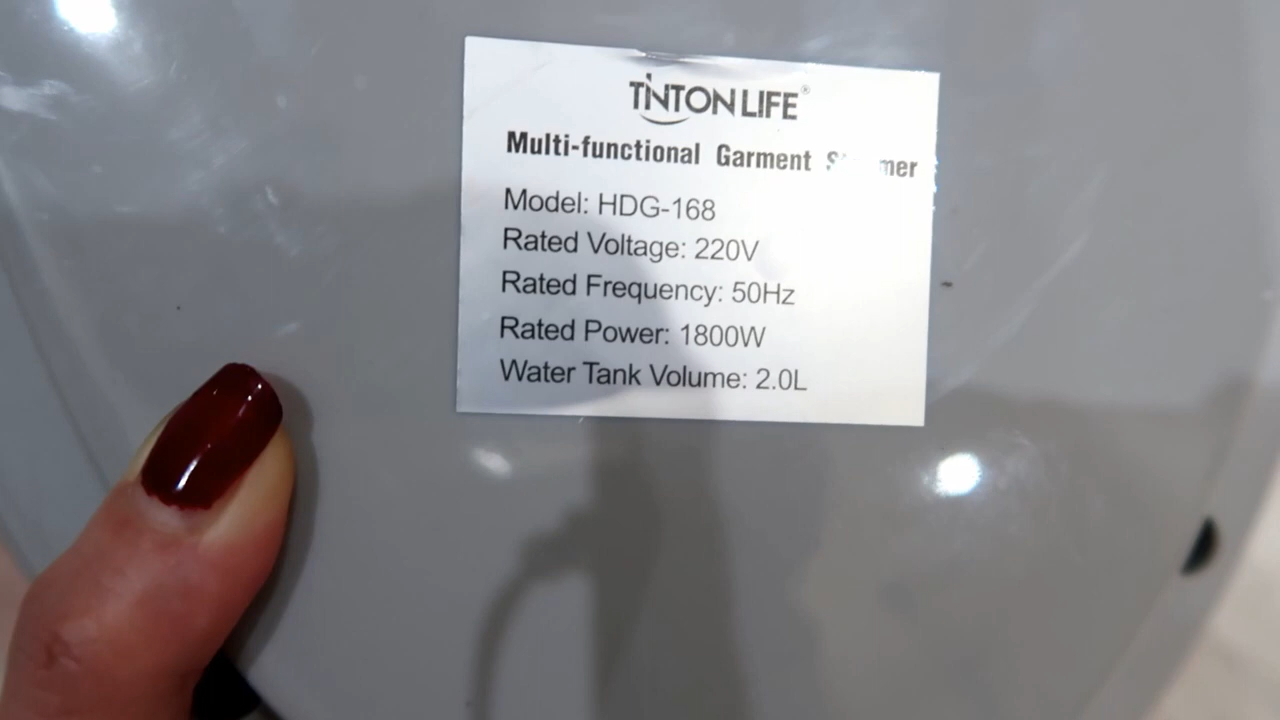 TINTON LIFE®
Multi-functional Garment
Model: HDG-168
Rated Voltage: 220V
Rated Frequency: 50Hz
Rated Power: 1800W
Water Tank Volume: 2.0L